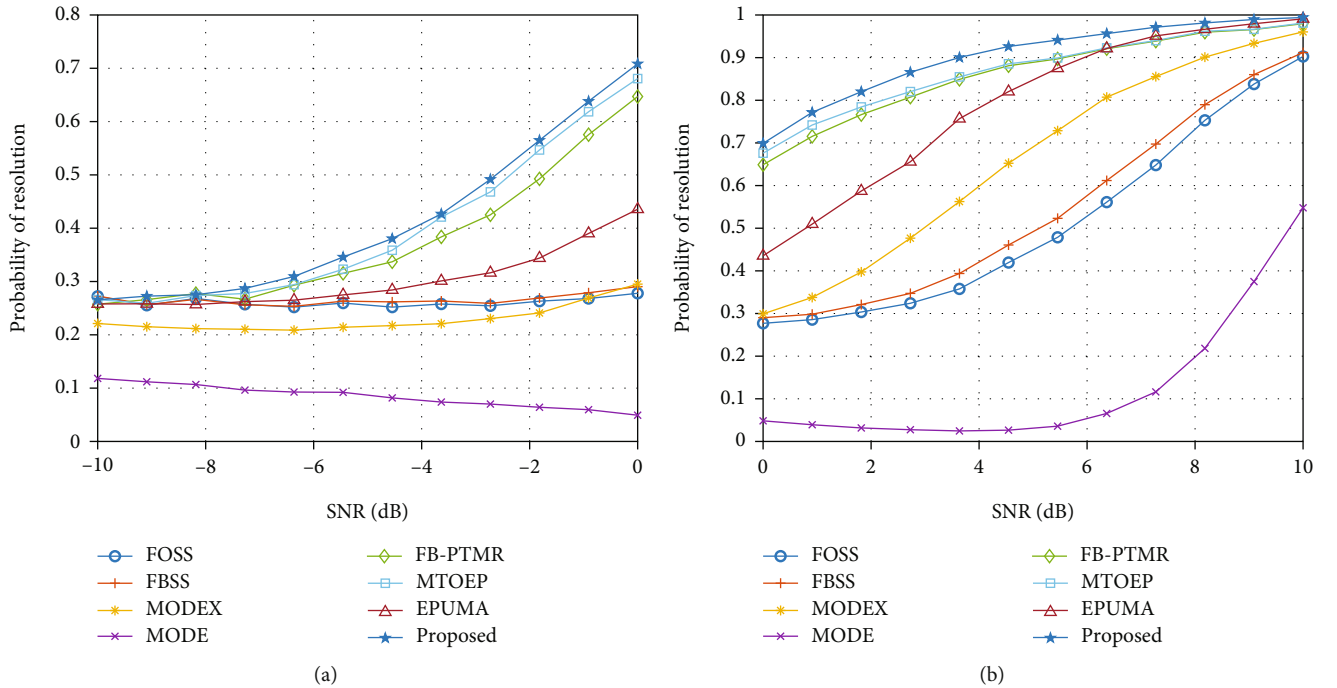 0.8
0.7
0.6
0.5
0.4
0.3
0.2
0.1
0
Probability of resolution
–10
–8
–6
–4
–2
0
SNR (dB)
FOSS
FBSS
MODEX
MODE
FB-PTMR
MTOEP
EPUMA
Proposed
(a)
1
0.9
0.8
0.7
0.6
0.5
0.4
0.3
0.2
0.1
0
Probability of resolution
0
2
4
6
8
10
SNR (dB)
FOSS
FBSS
MODEX
MODE
FB-PTMR
MTOEP
EPUMA
Proposed
(b)